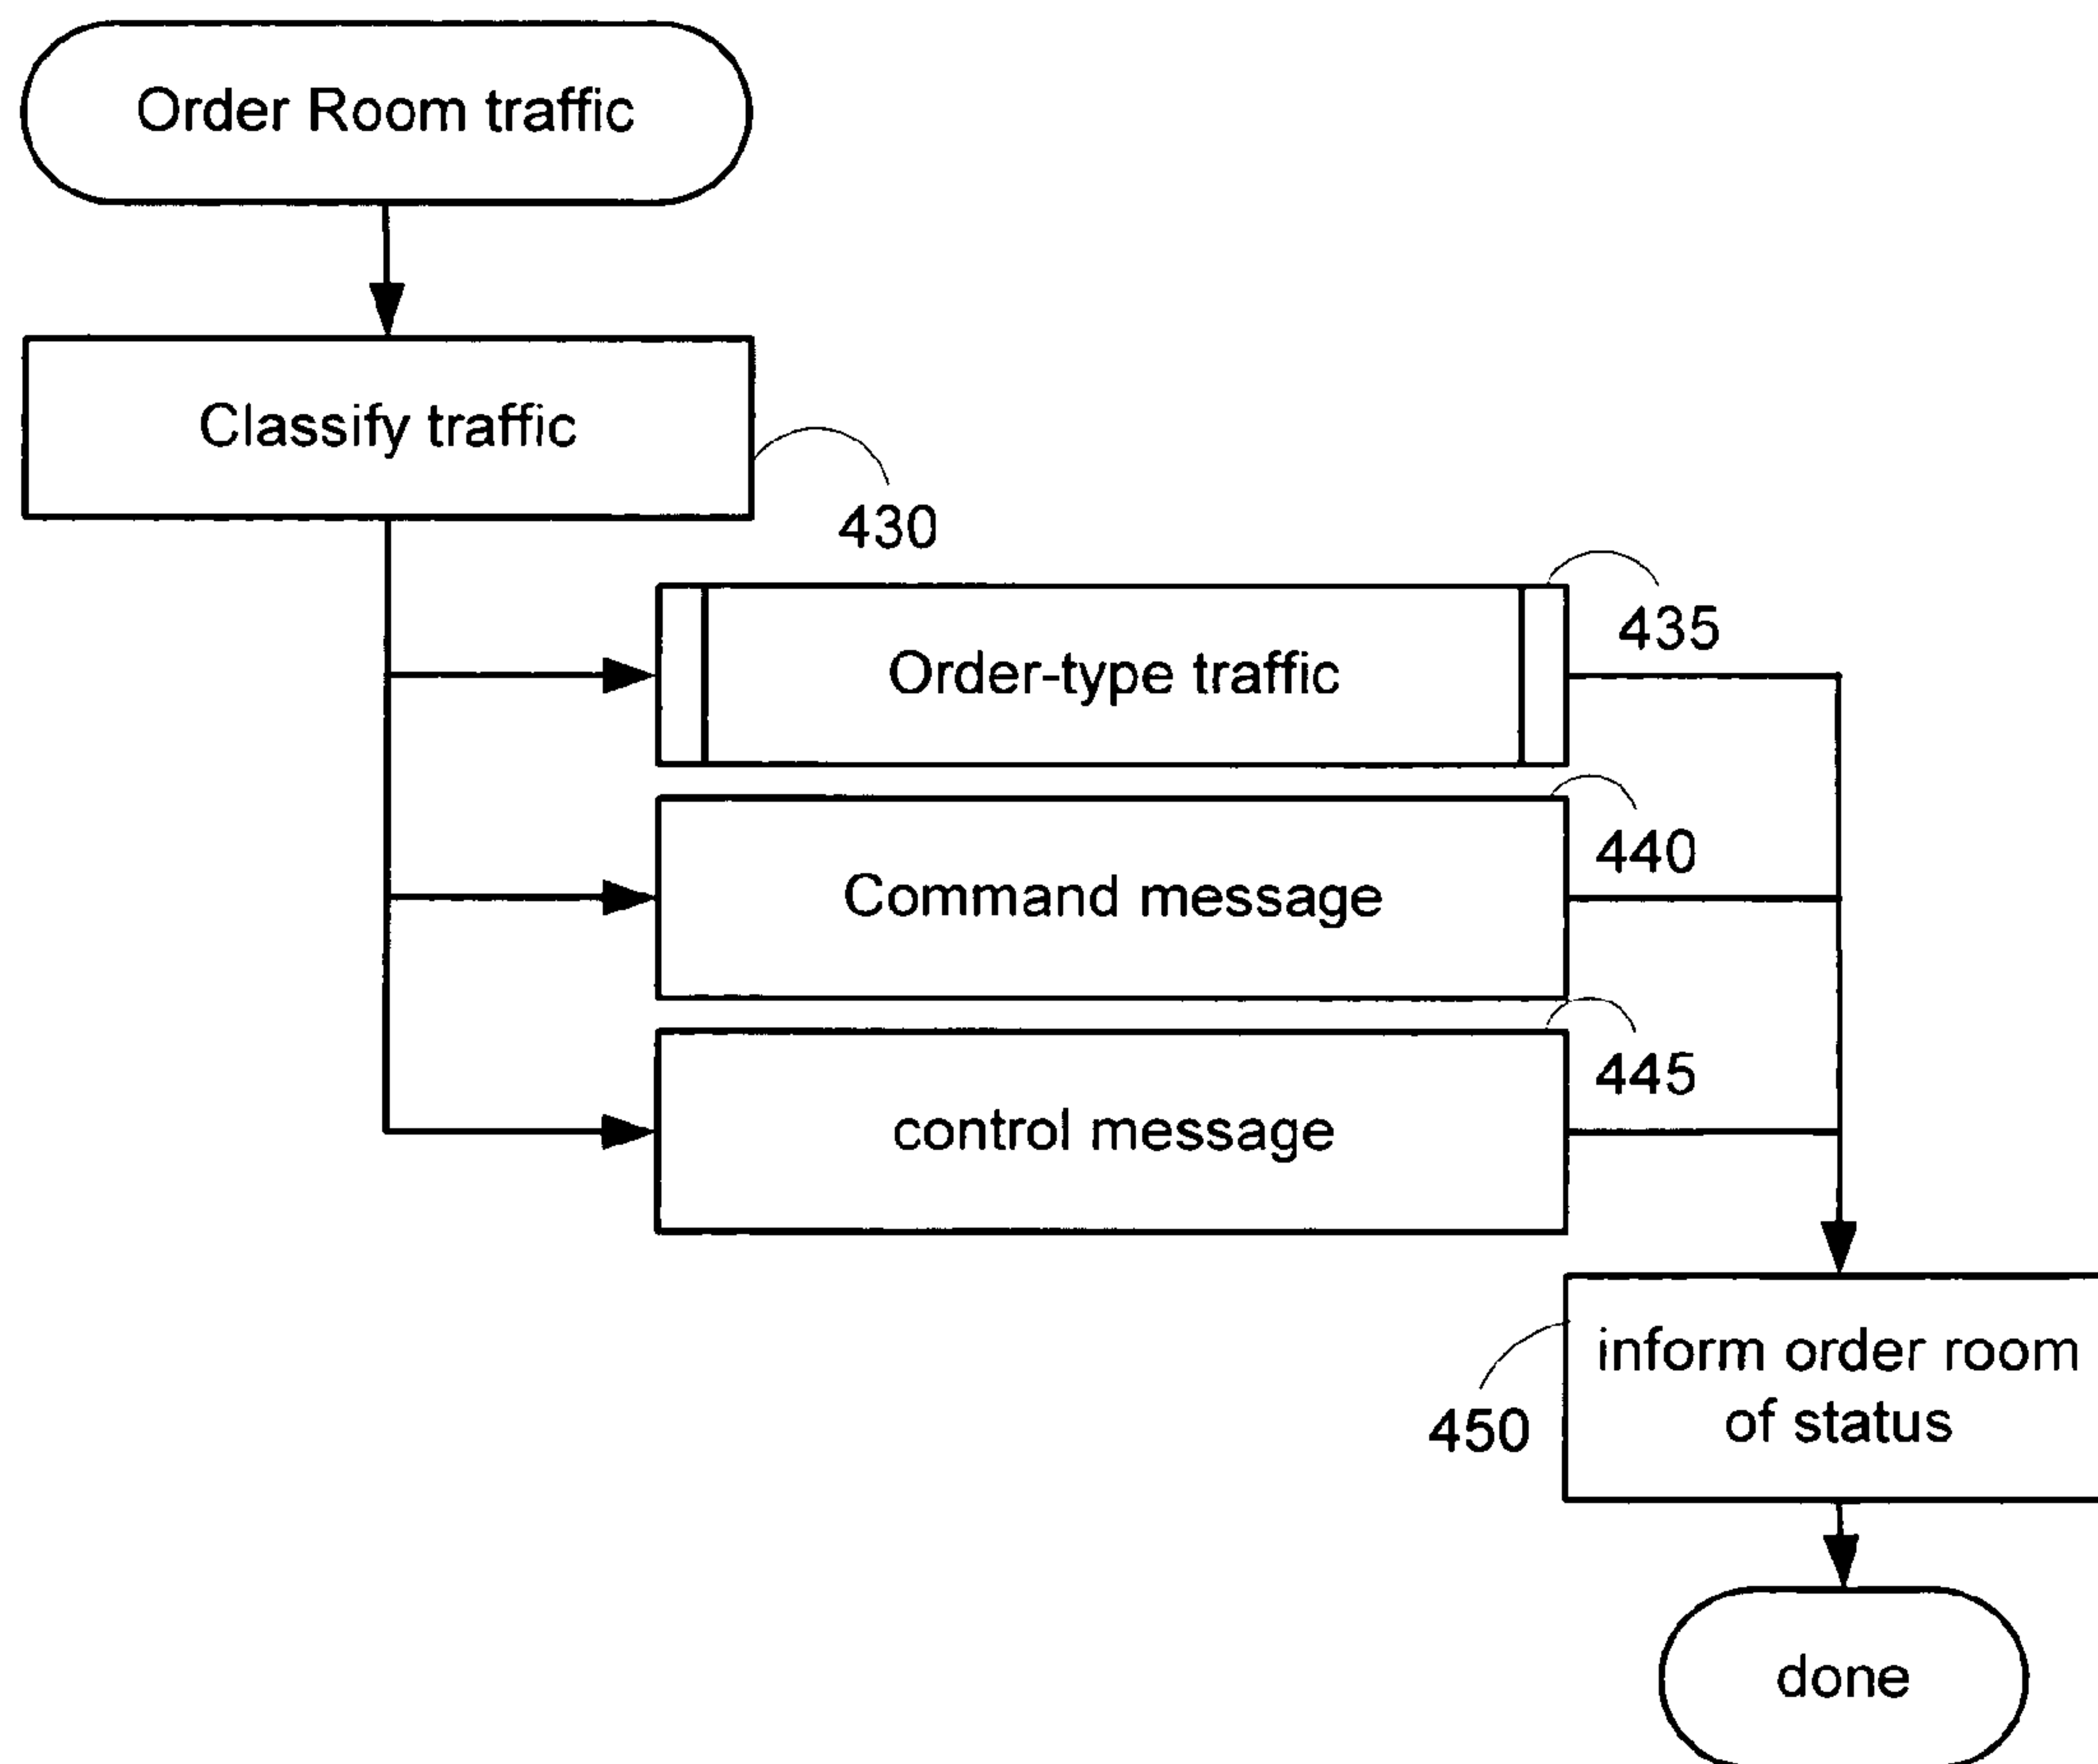 Order Room traffic
Classify traffic
430
435
Order-type traffic
440
Command message
445
control message
inform order room
of status
450
done